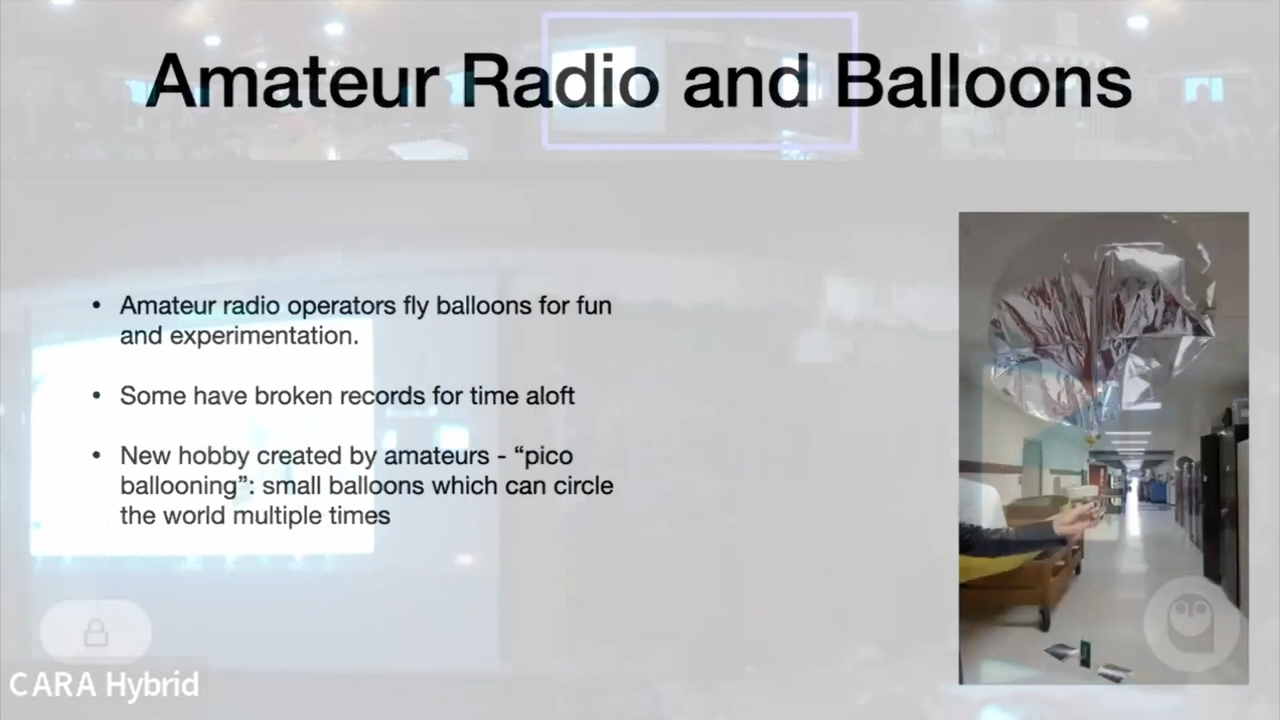 Amateur Radio and Balloons
• Amateur radio operators fly balloons for fun
and experimentation.
• Some have broken records for time aloft
• New hobby created by amateurs - “pico
ballooning”: small balloons which can circle
the world multiple times
CARA Hybrid